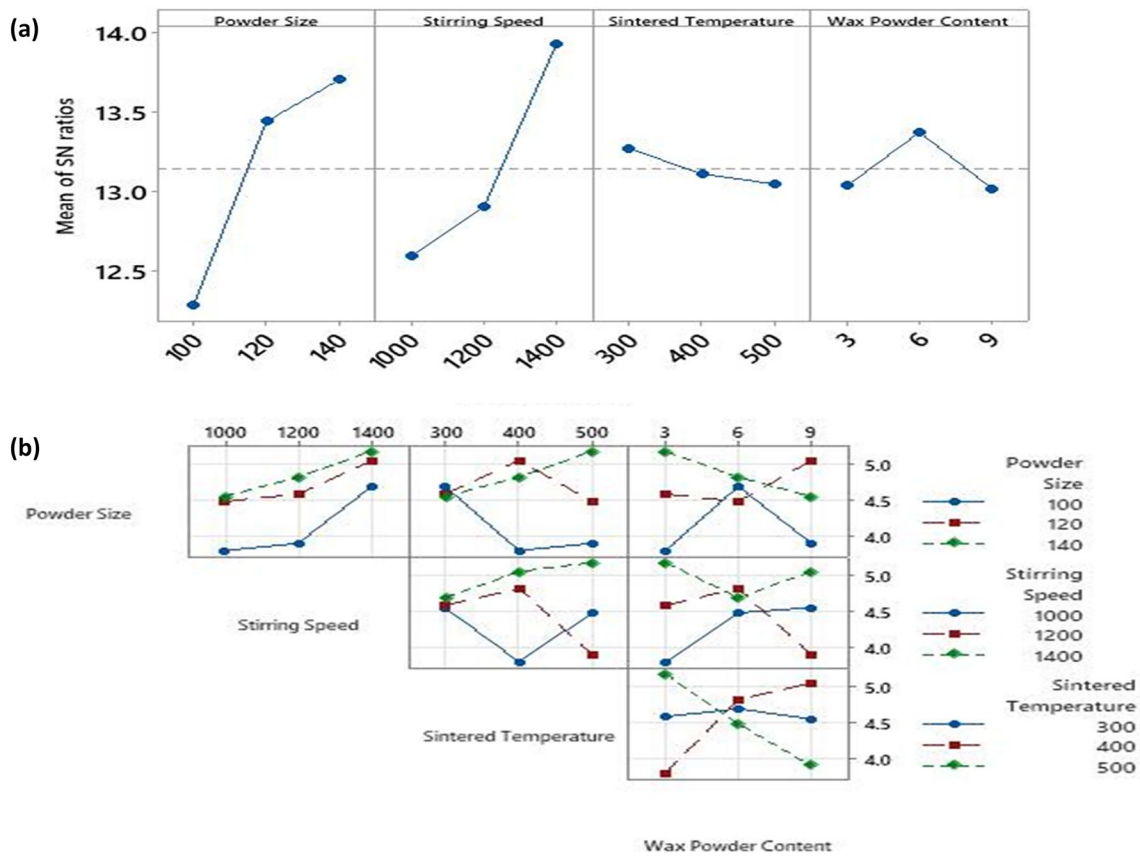 (a)
Powder Size Stirring Speed Sintered Temperature Wax Powder Content
Mean of SN ratios
14.0
13.5
13.0
12.5
100 120 140 1000 1200 1400 300 400 500 3 6 9
(b)
1000 1200 1400 300 400 500 3 6 9
Powder Size
5.0
4.5
4.0
Powder
Size
100
120
140
Stirring Speed
5.0
4.5
4.0
Stirring
Speed
1000
1200
1400
Sintered Temperature
5.0
4.5
4.0
Sintered
Temperature
300
400
500
Wax Powder Content